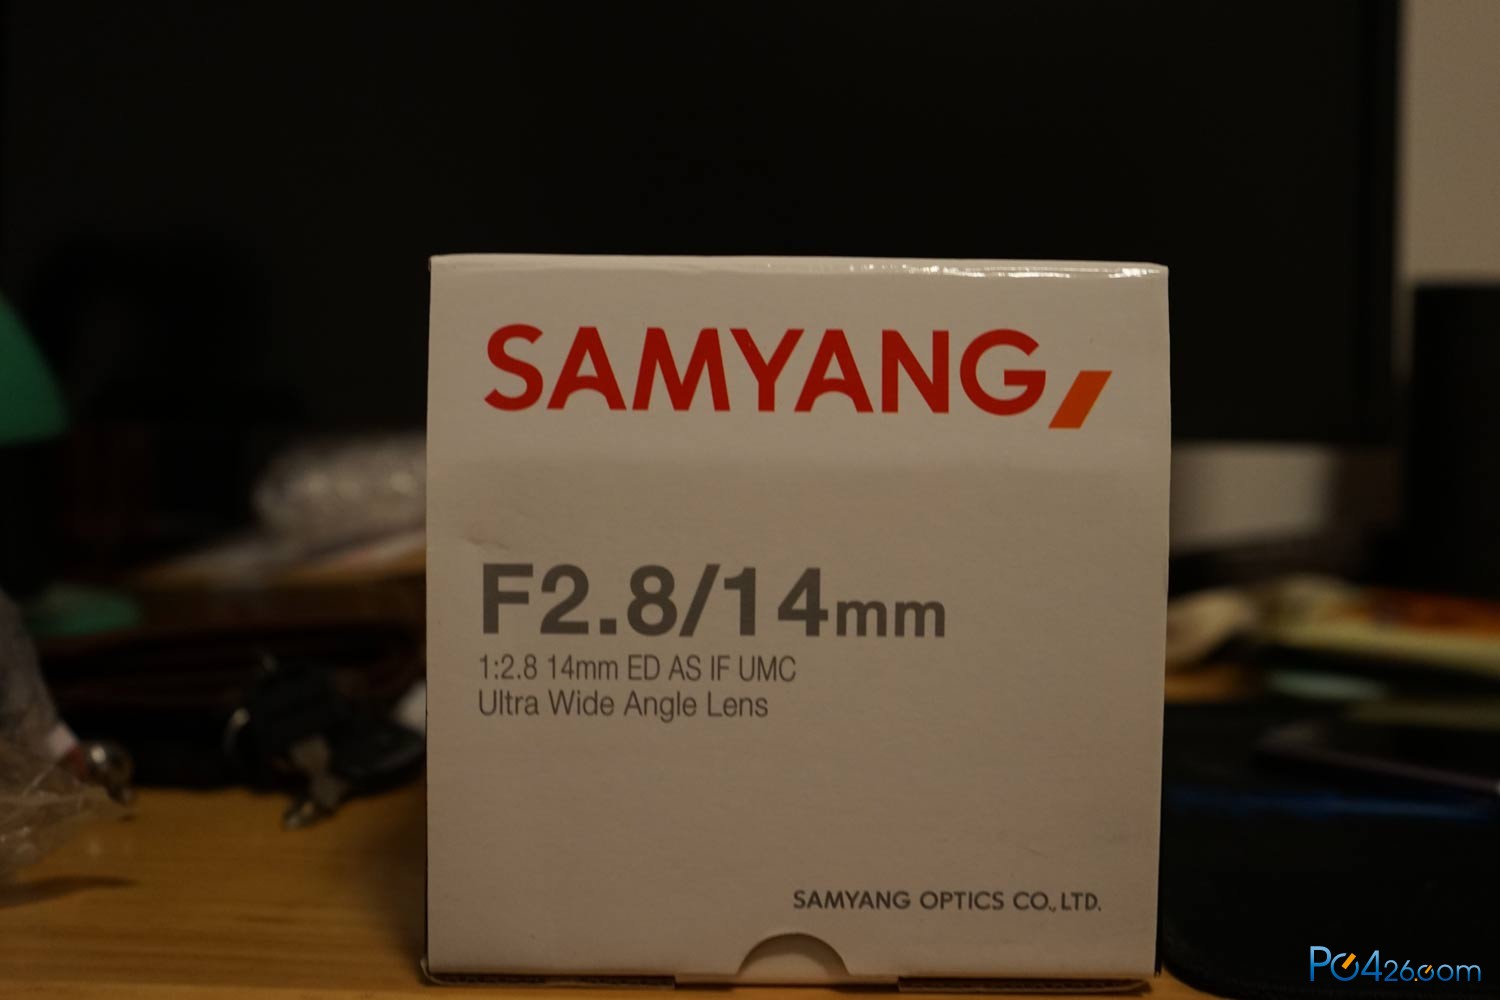 SAMYANG
F2.8/14mm
1:2.8 14mm ED AS IF UMC
Ultra Wide Angle Lens
SAMYANG OPTICS CO., LTD.
PO426.com